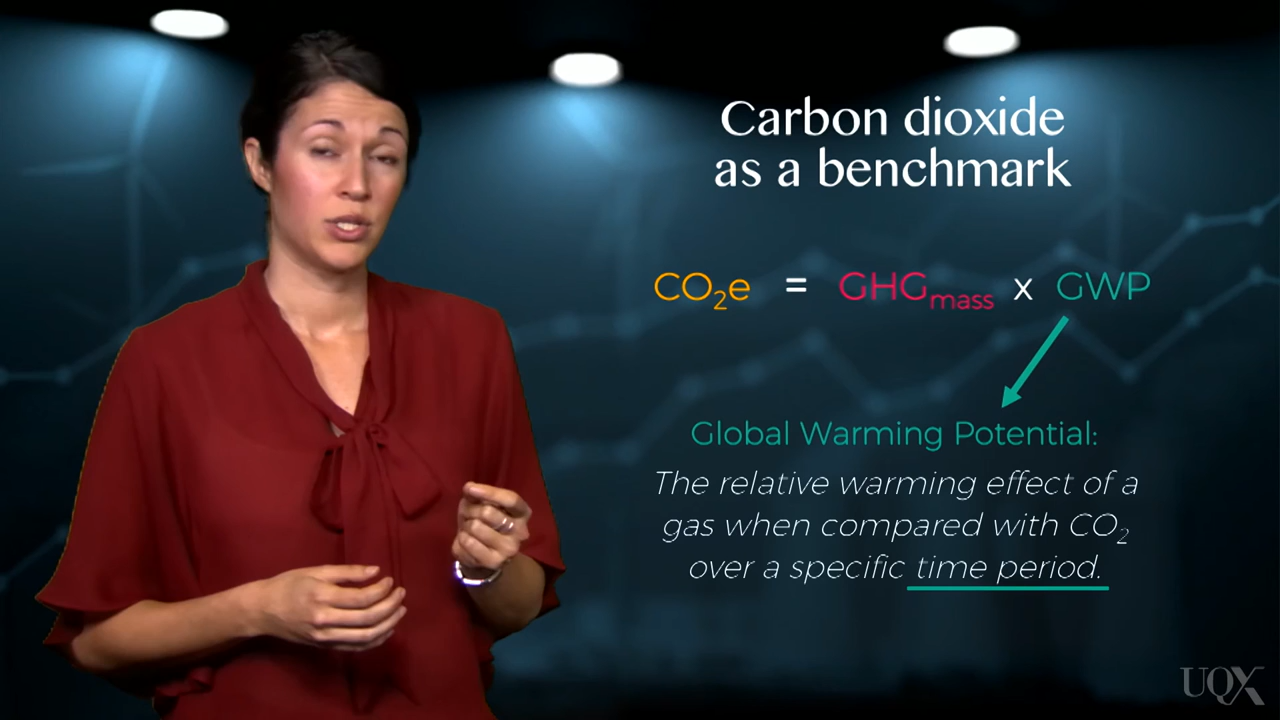 Carbon dioxide
as a benchmark
CO₂e = GHGmass x GWP
Global Warming Potential:
The relative warming effect of a
gas when compared with CO₂
over a specific time period.
UQX